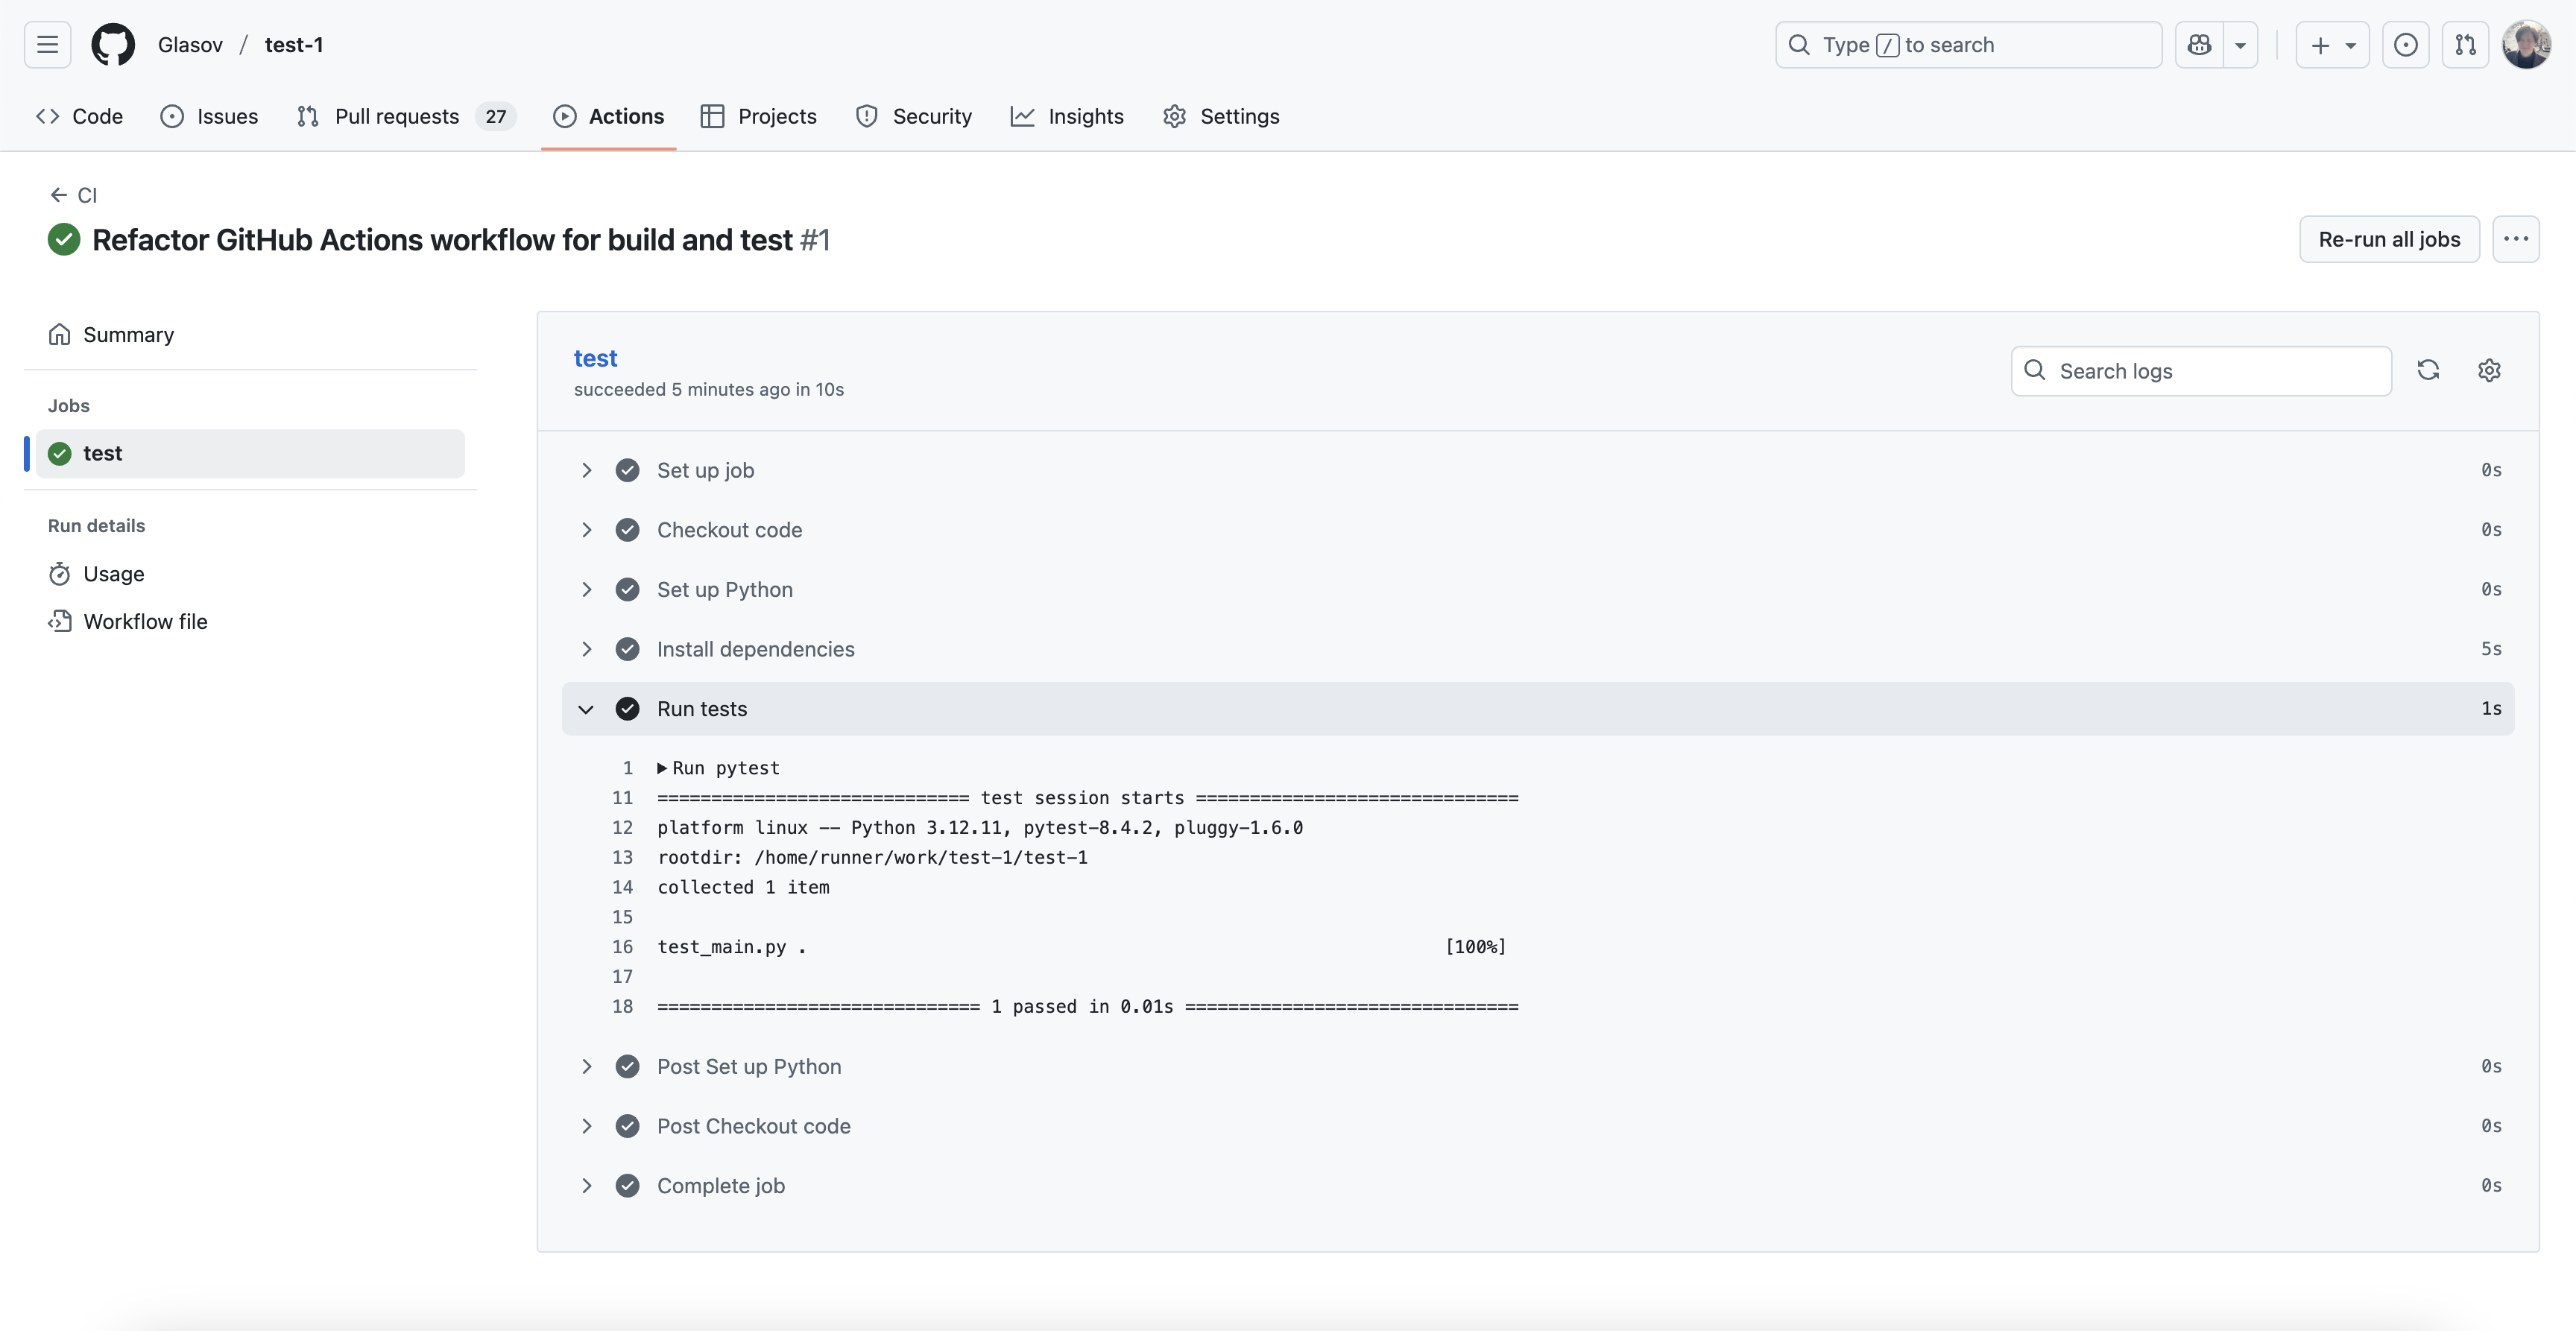 Glasov / test-1
Type / to search
Code
Issues
Pull requests 27
Actions
Projects
Security
Insights
Settings
CI
Refactor GitHub Actions workflow for build and test #1
Re-run all jobs
Summary
Jobs
test
Run details
Usage
Workflow file
test
succeeded 5 minutes ago in 10s
Search logs
Set up job 0s
Checkout code 0s
Set up Python 0s
Install dependencies 5s
Run tests 1s
1 Run pytest
11 ============================= test session starts ==============================
12 platform linux -- Python 3.12.11, pytest-8.4.2, pluggy-1.6.0
13 rootdir: /home/runner/work/test-1/test-1
14 collected 1 item
15
16 test_main.py . [100%]
17
18 ============================== 1 passed in 0.01s ===============================
Post Set up Python 0s
Post Checkout code 0s
Complete job 0s